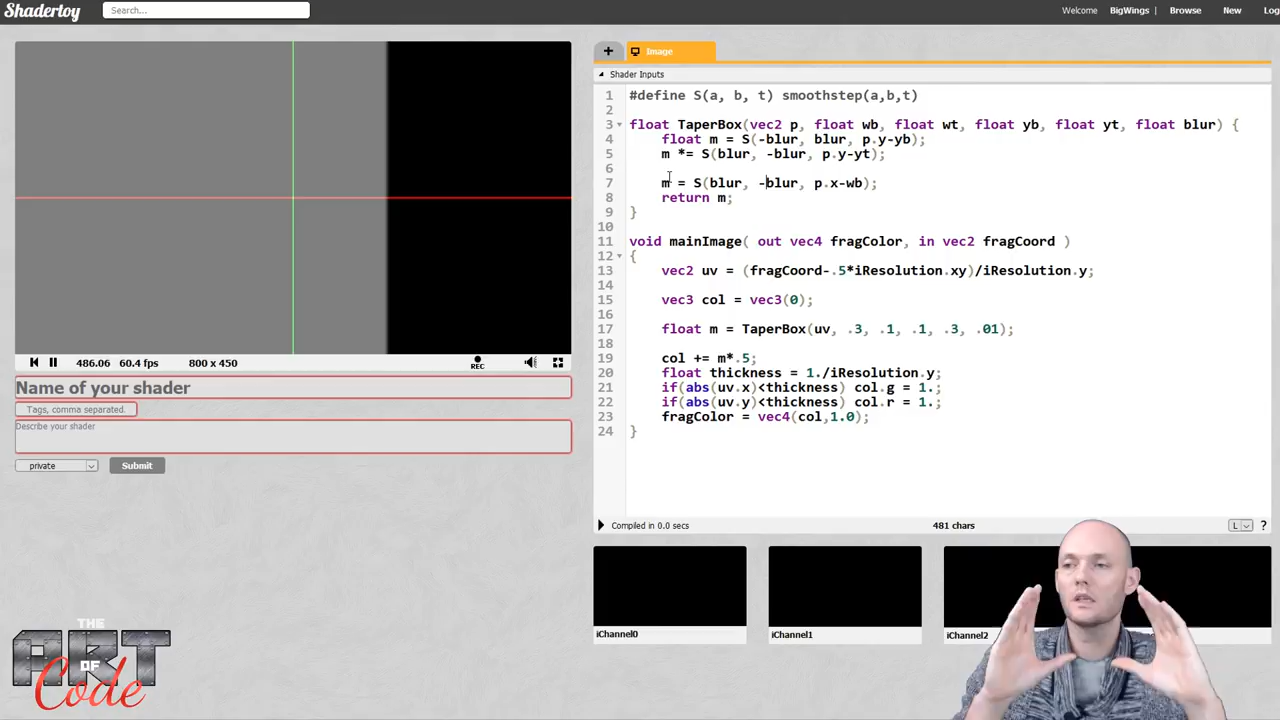 Shadertoy
Search...
Welcome BigWings | Browse New Log
+ Image
Shader Inputs
1 #define S(a, b, t) smoothstep(a,b,t)
2
3 float TaperBox(vec2 p, float wb, float wt, float yb, float yt, float blur) {
4 float m = S(-blur, blur, p.y-yb);
5 m *= S(blur, -blur, p.y-yt);
6
7 m = S(blur, -blur, p.x-wb);
8 return m;
9 }
10
11 void mainImage( out vec4 fragColor, in vec2 fragCoord )
12 {
13 vec2 uv = (fragCoord-.5*iResolution.xy)/iResolution.y;
14
15 vec3 col = vec3(0);
16
17 float m = TaperBox(uv, .3, .1, .1, .3, .01);
18
19 col += m*.5;
20 float thickness = 1./iResolution.y;
21 if(abs(uv.x)<thickness) col.g = 1.;
22 if(abs(uv.y)<thickness) col.r = 1.;
23 fragColor = vec4(col,1.0);
24 }
486.06 60.4 fps 800 x 450 REC
Name of your shader
Tags, comma separated.
Describe your shader
private Submit
Compiled in 0.0 secs 481 chars L ?
iChannel0 iChannel1 iChannel2
THE
ART
OF
Code